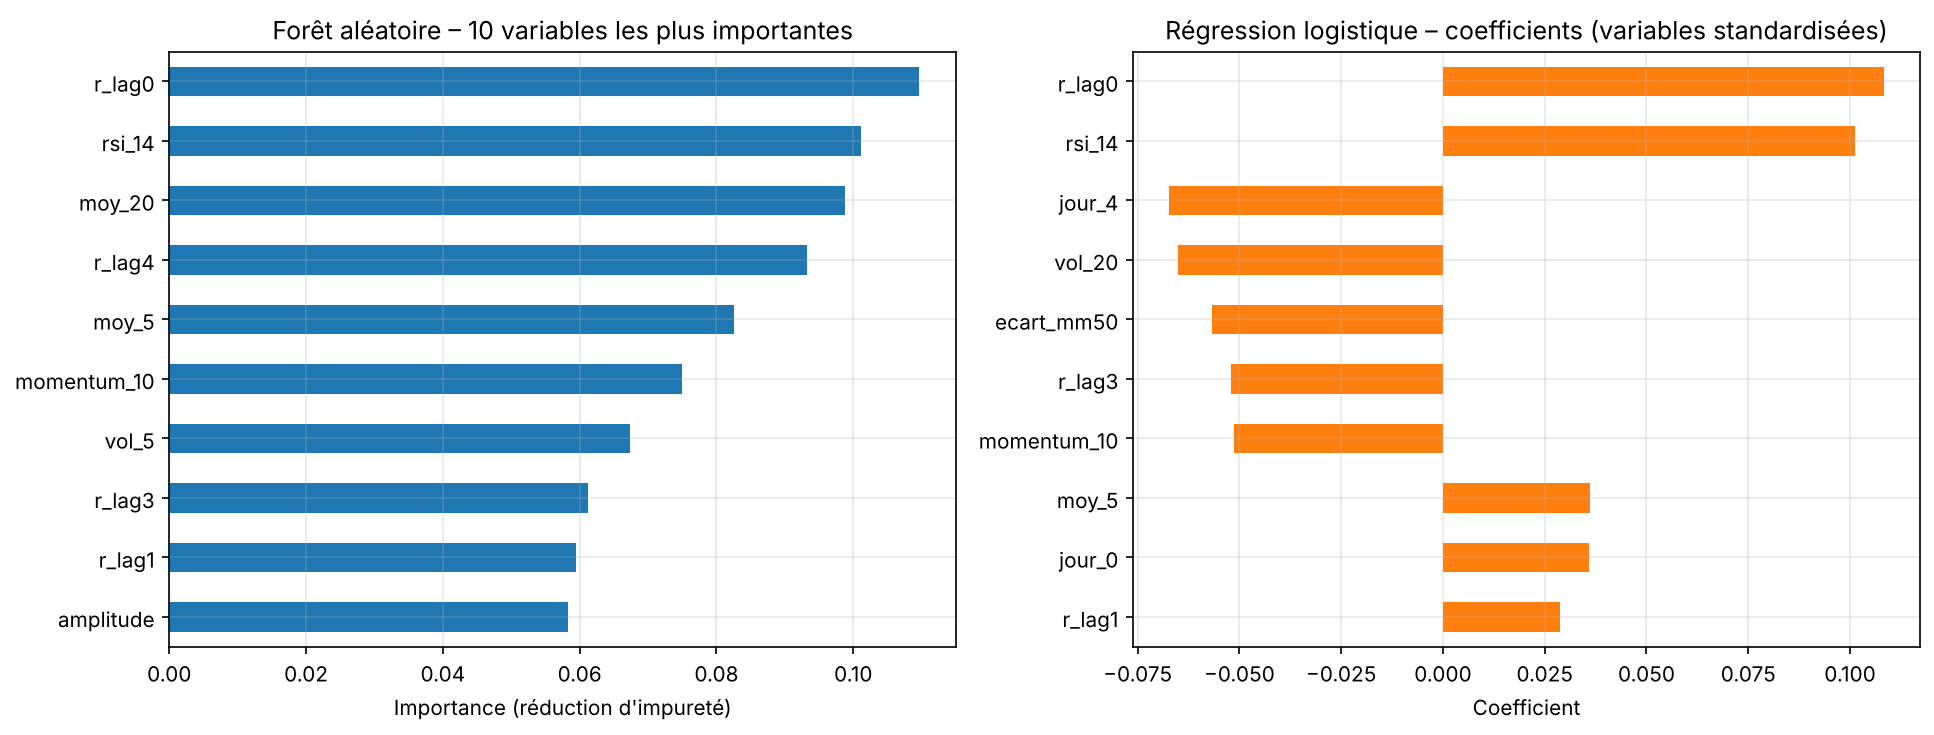 Forêt aléatoire – 10 variables les plus importantes
r_lag0
rsi_14
moy_20
r_lag4
moy_5
momentum_10
vol_5
r_lag3
r_lag1
amplitude
0.00 0.02 0.04 0.06 0.08 0.10
Importance (réduction d'impureté)
Régression logistique – coefficients (variables standardisées)
r_lag0
rsi_14
jour_4
vol_20
ecart_mm50
r_lag3
momentum_10
moy_5
jour_0
r_lag1
−0.075 −0.050 −0.025 0.000 0.025 0.050 0.075 0.100
Coefficient